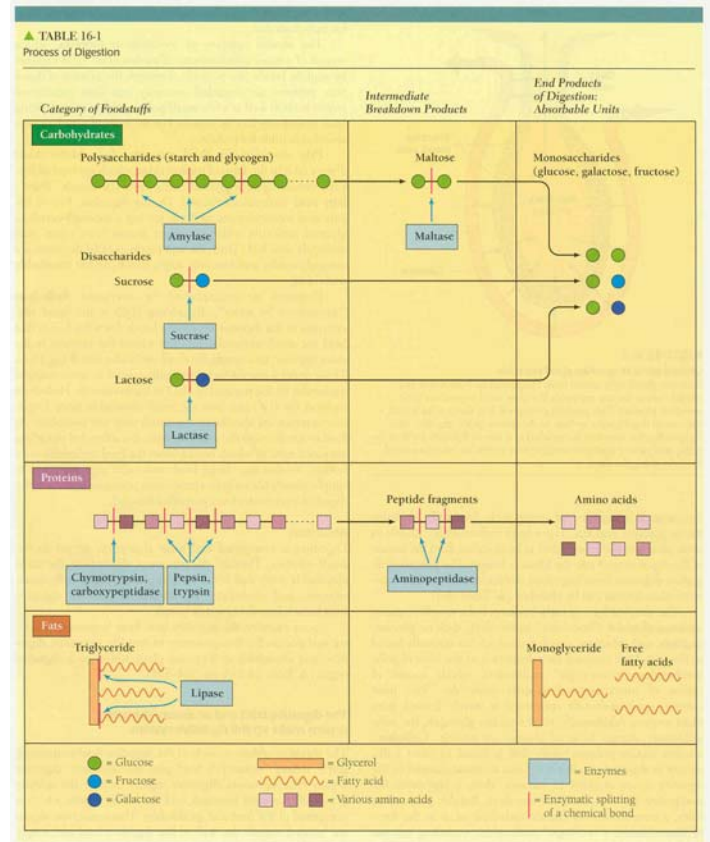 ▲ TABLE 16-1
Process of Digestion
Category of Foodstuffs
Intermediate
Breakdown Products
End Products
of Digestion:
Absorbable Units
Carbohydrates
Polysaccharides (starch and glycogen)
Maltose
Monosaccharides
(glucose, galactose, fructose)
Amylase
Maltase
Disaccharides
Sucrose
Sucrase
Lactose
Lactase
Proteins
Peptide fragments
Amino acids
Chymotrypsin,
carboxypeptidase
Pepsin,
trypsin
Aminopeptidase
Fats
Triglyceride
Monoglyceride
Free
fatty acids
Lipase
= Glucose
= Fructose
= Galactose
= Glycerol
= Fatty acid
= Various amino acids
= Enzymes
= Enzymatic splitting
of a chemical bond